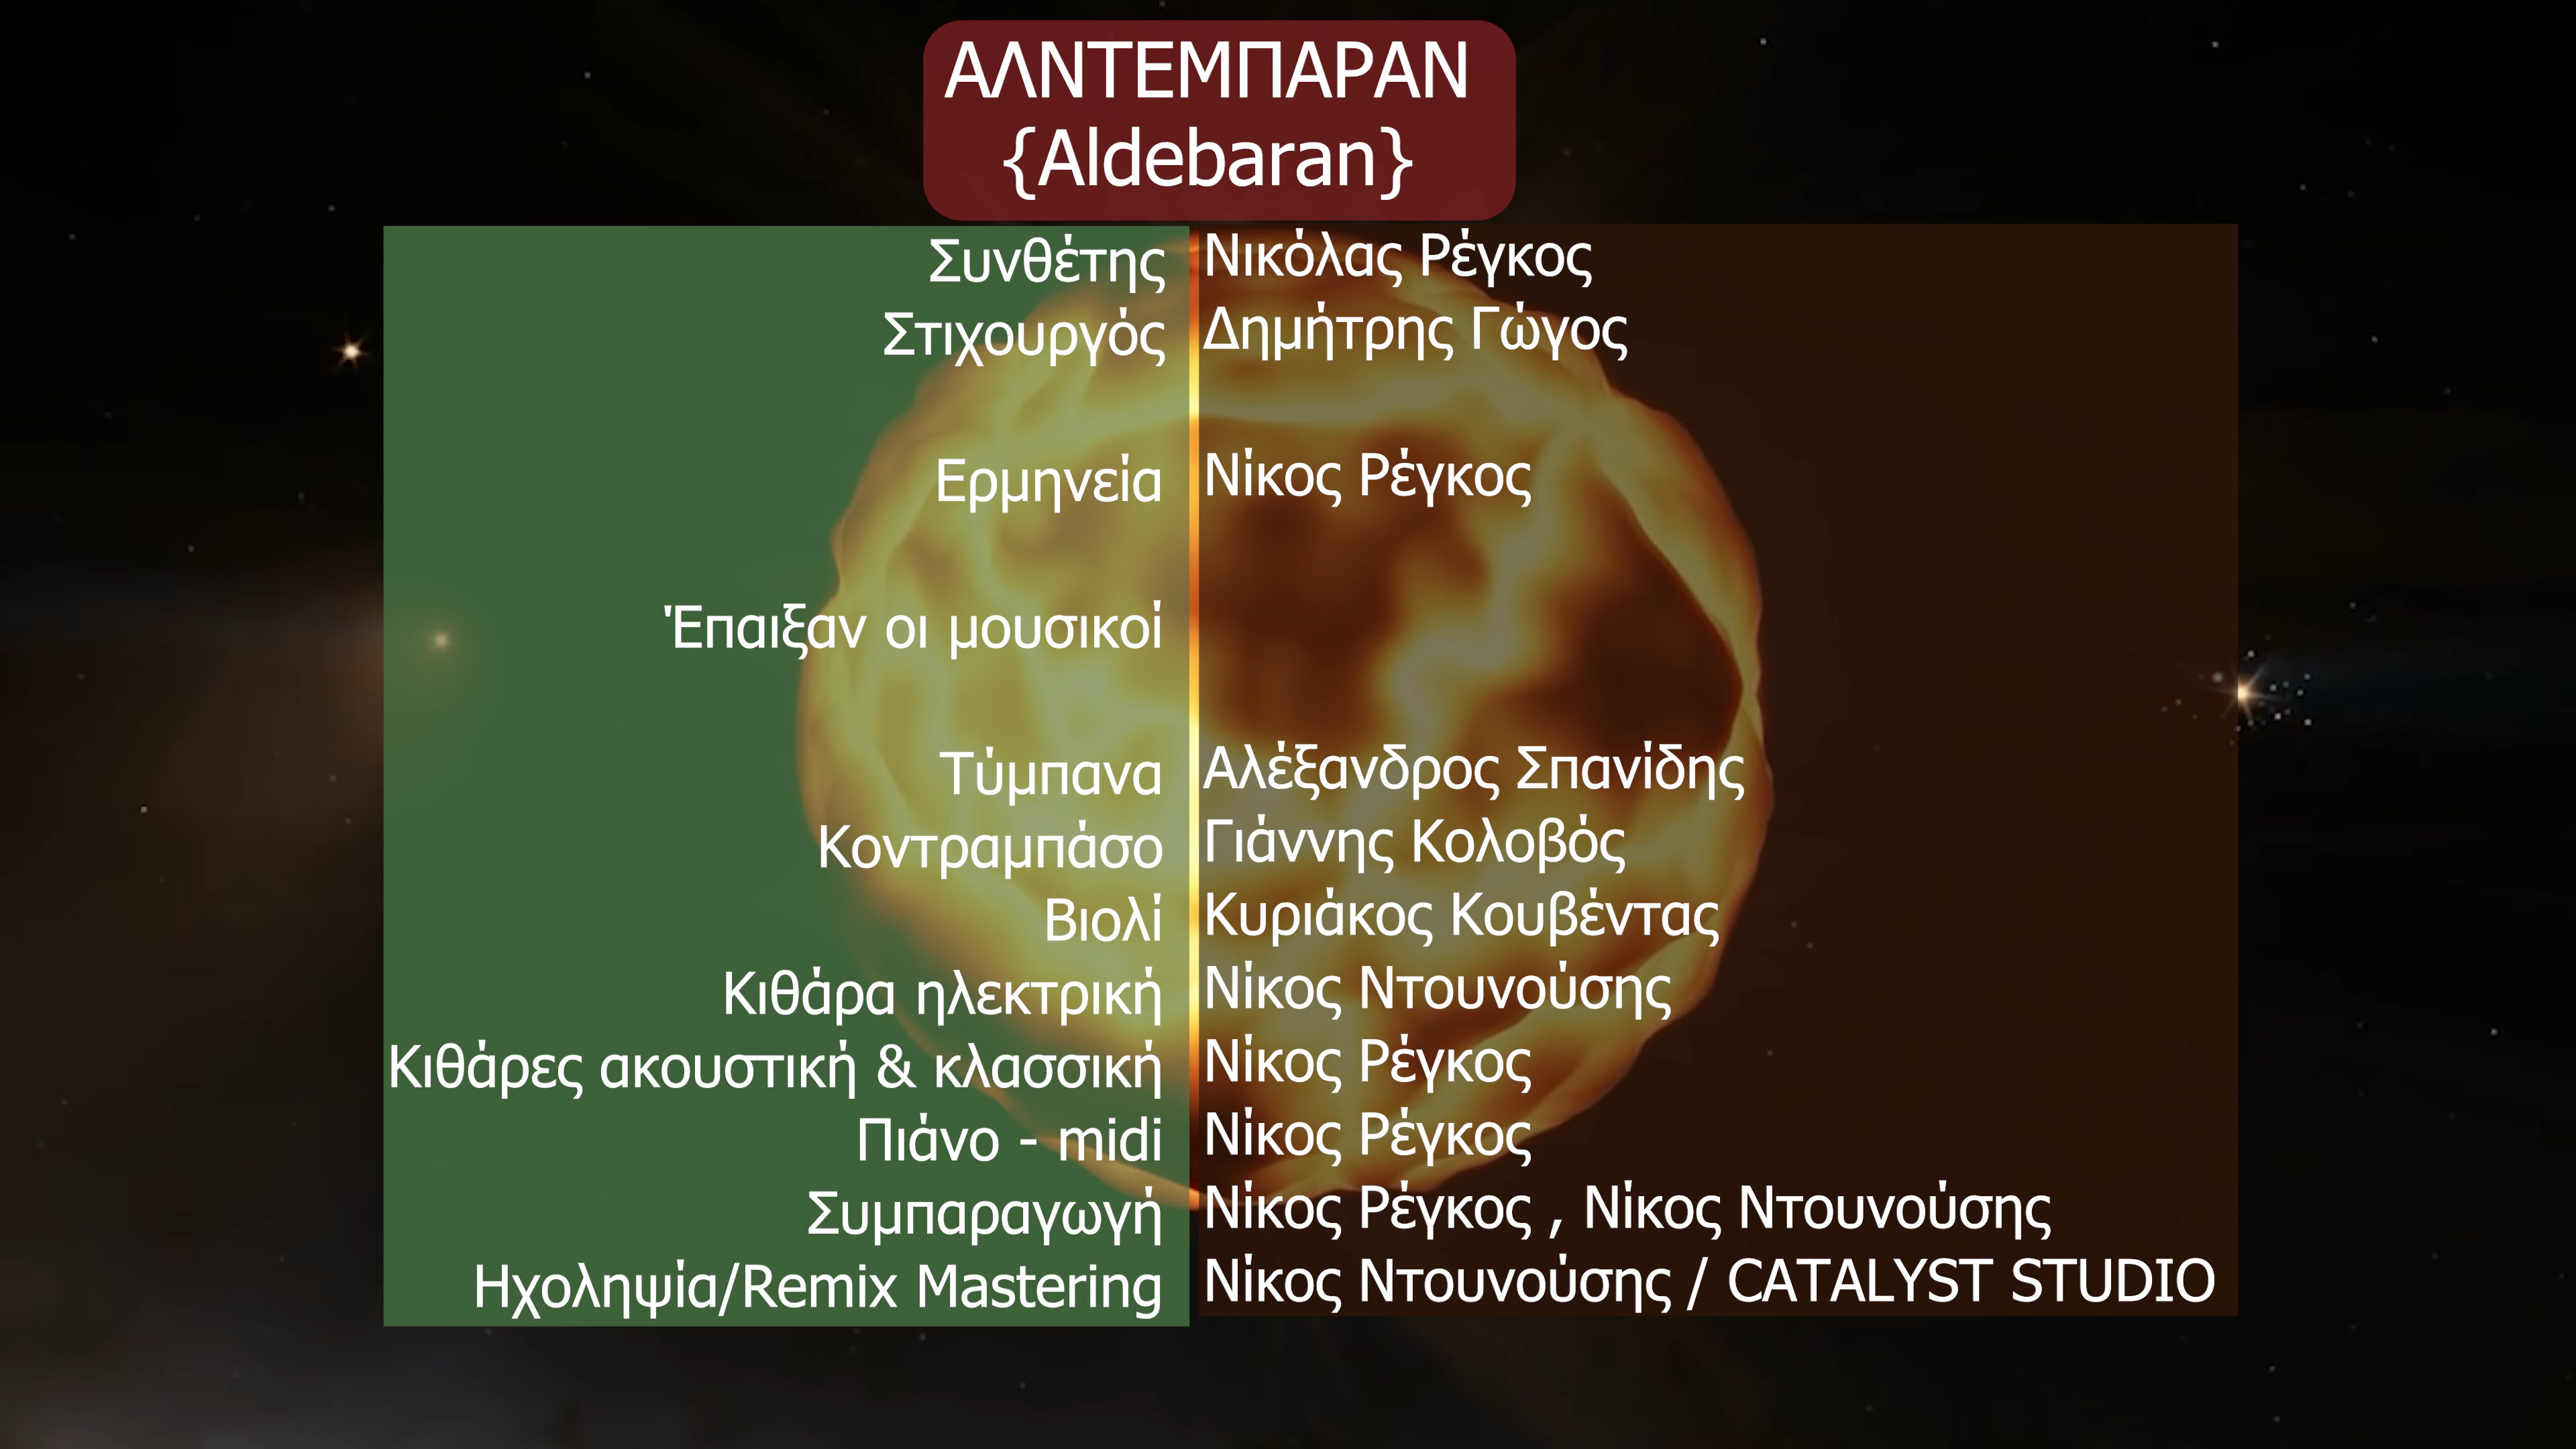 ΑΛΝΤΕΜΠΑΡΑΝ
{Aldebaran}
Συνθέτης Νικόλας Ρέγκος
Στιχουργός Δημήτρης Γώγος
Ερμηνεία Νίκος Ρέγκος
Έπαιξαν οι μουσικοί
Τύμπανα Αλέξανδρος Σπανίδης
Κοντραμπάσο Γιάννης Κολοβός
Βιολί Κυριάκος Κουβέντας
Κιθάρα ηλεκτρική Νίκος Ντουνούσης
Κιθάρες ακουστική & κλασσική Νίκος Ρέγκος
Πιάνο - midi Νίκος Ρέγκος
Συμπαραγωγή Νίκος Ρέγκος , Νίκος Ντουνούσης
Ηχοληψία/Remix Mastering Νίκος Ντουνούσης / CATALYST STUDIO